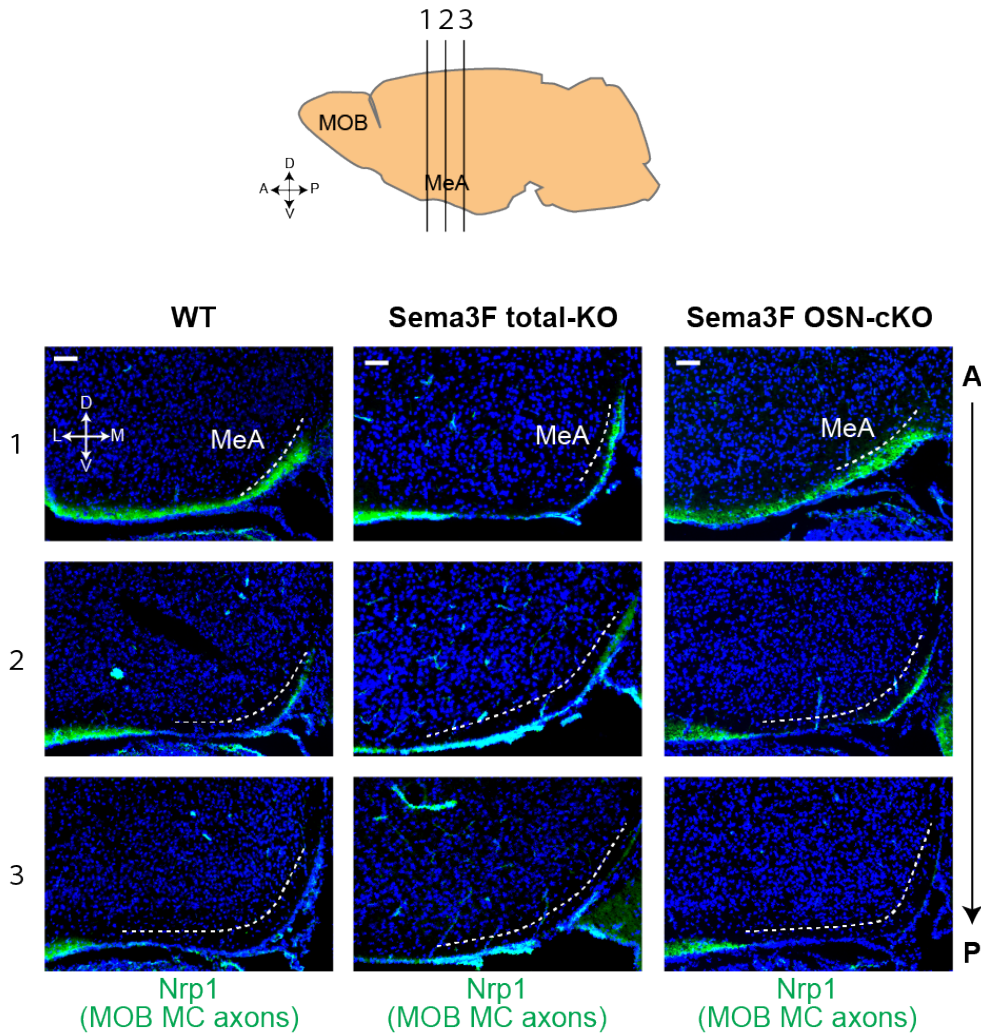 1 2 3
MOB
MeA
D
A P
V
WT
Sema3F total-KO
Sema3F OSN-cKO
A
1
D
L M
V
MeA
MeA
MeA
2
3
P
Nrp1
(MOB MC axons)
Nrp1
(MOB MC axons)
Nrp1
(MOB MC axons)